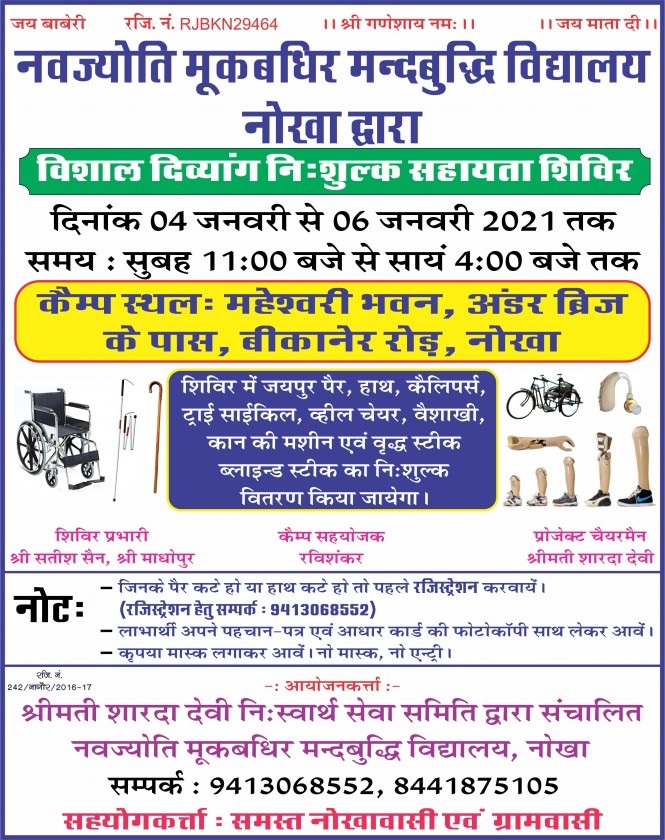 जय बाबेरी रजि. नं. RJBKN29464 ।। श्री गणेशाय नमः ।। ।। जय माता दी ।।
नवज्योति मूकबधिर मन्दबुद्धि विद्यालय
नोखा द्वारा
विशाल दिव्यांग निःशुल्क सहायता शिविर
दिनांक 04 जनवरी से 06 जनवरी 2021 तक
समय : सुबह 11:00 बजे से सायं 4:00 बजे तक
कैम्प स्थलः महेश्वरी भवन, अंडर ब्रिज
के पास, बीकानेर रोड़, नोखा
शिविर में जयपुर पैर, हाथ, कैलिपर्स,
ट्राई साईकिल, व्हील चेयर, वैशाखी,
कान की मशीन एवं वृद्ध स्टीक
ब्लाइन्ड स्टीक का निःशुल्क
वितरण किया जायेगा।
शिविर प्रभारी
श्री सतीश सैन, श्री माधोपुर
कैम्प सहयोजक
रविशंकर
प्रोजेक्ट चैयरमैन
श्रीमती शारदा देवी
नोटः
– जिनके पैर कटे हो या हाथ कटे हो तो पहले रजिस्ट्रेशन करवायें।
(रजिस्ट्रेशन हेतु सम्पर्क : 9413068552)
– लाभार्थी अपने पहचान-पत्र एवं आधार कार्ड की फोटोकॉपी साथ लेकर आवें।
– कृपया मास्क लगाकर आवें। नो मास्क, नो एन्ट्री।
रजि. नं.
242/नागौर/2016-17
-: आयोजनकर्त्ता :-
श्रीमती शारदा देवी निःस्वार्थ सेवा समिति द्वारा संचालित
नवज्योति मूकबधिर मन्दबुद्धि विद्यालय, नोखा
सम्पर्क : 9413068552, 8441875105
सहयोगकर्त्ता : समस्त नोखावासी एवं ग्रामवासी